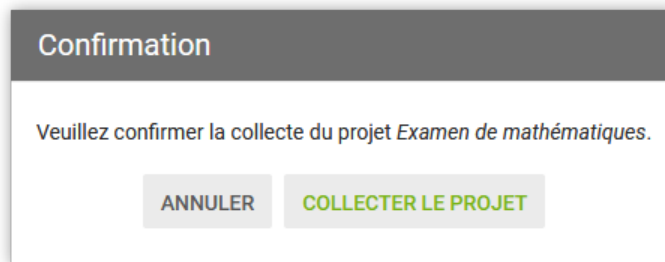 Confirmation
Veuillez confirmer la collecte du projet Examen de mathématiques.
ANNULER
COLLECTER LE PROJET